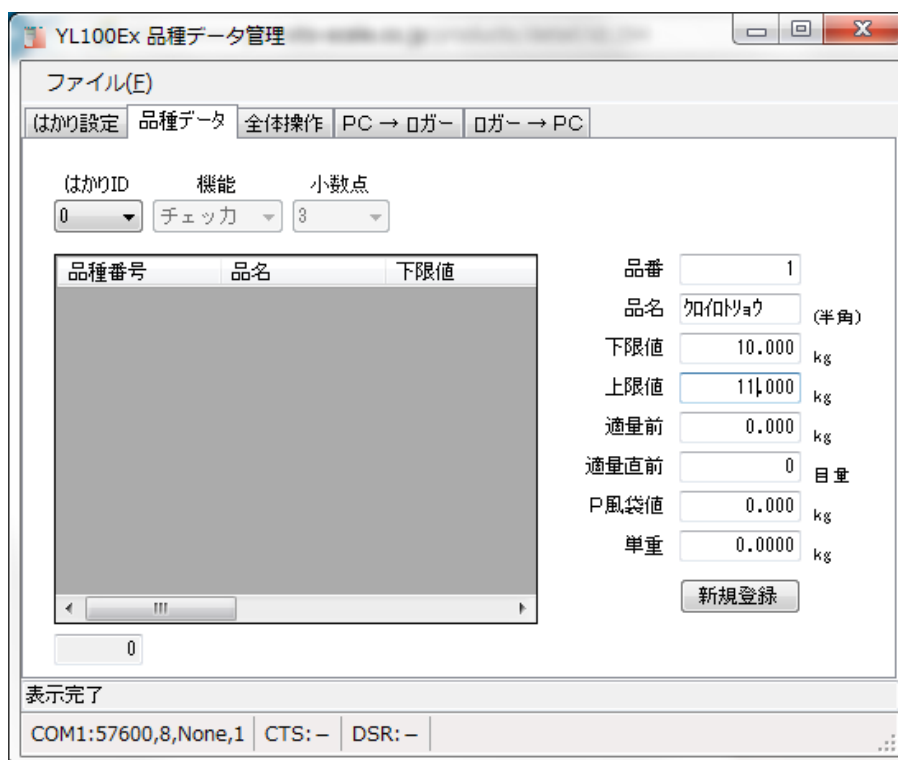 YL100Ex 品種データ管理
ファイル(F)
はかり設定 品種データ 全体操作 PC → ロガー ロガー → PC
はかりID 機能 小数点
0 チェッカ 3
品種番号 品名 下限値
品番 1
品名 ｸﾛｲﾛﾄﾘｮｳ (半角)
下限値 10.000 kg
上限値 11.000 kg
適量前 0.000 kg
適量直前 0 目量
P風袋値 0.000 kg
単重 0.0000 kg
新規登録
0
表示完了
COM1:57600,8,None,1 CTS:– DSR:–